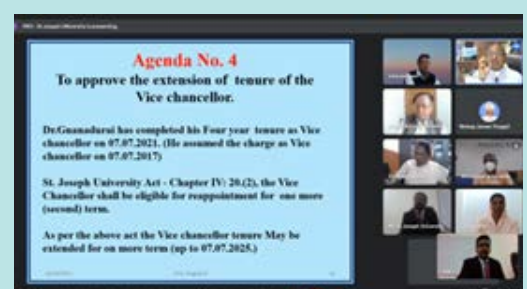 Agenda No. 4
To approve the extension of tenure of the
Vice chancellor.
Dr.Gnanadurai has completed his Four year tenure as Vice
chancellor on 07.07.2021. (He assumed the charge as Vice
chancellor on 07.07.2017)
St. Joseph University Act - Chapter IV: 20.(2), the Vice
Chancellor shall be eligible for reappointment for one more
(second) term.
As per the above act the Vice chancellor tenure May be
extended for on more term (up to 07.07.2025.)